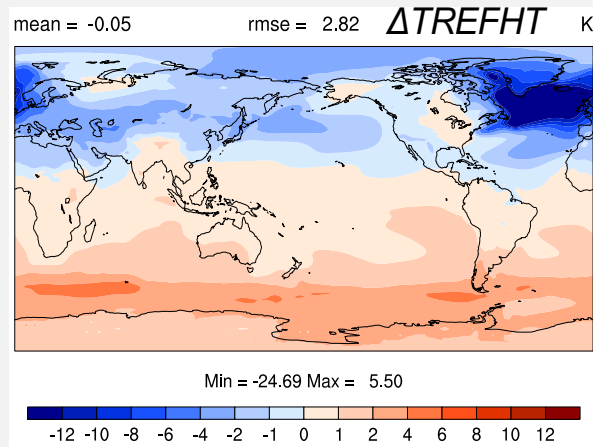 mean = -0.05 rmse = 2.82 ΔTREFHT K
Min = -24.69 Max = 5.50
-12 -10 -8 -6 -4 -2 -1 0 1 2 4 6 8 10 12